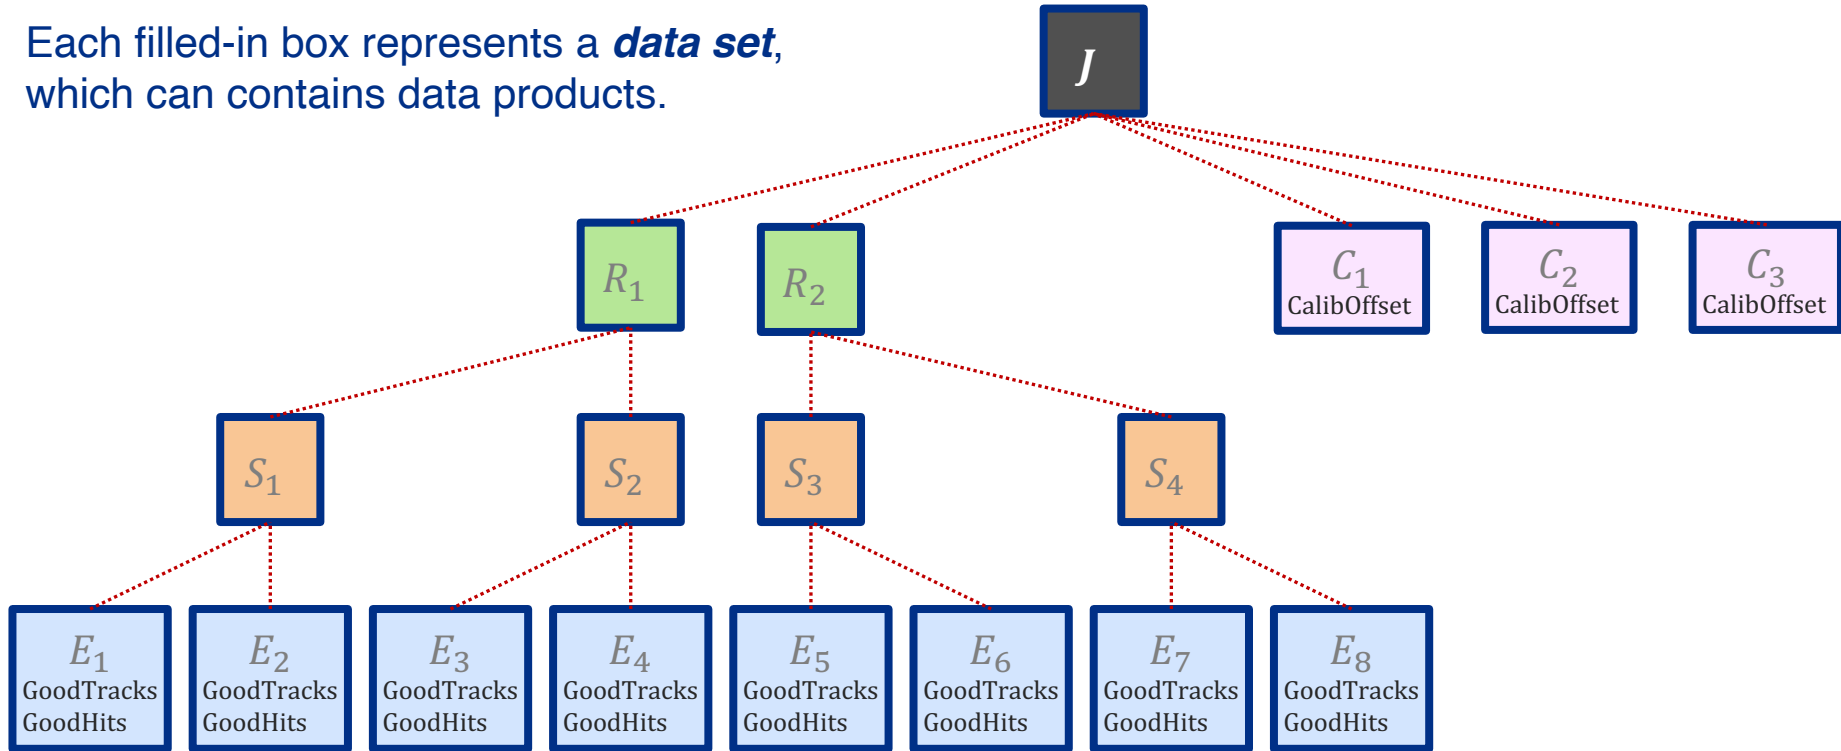 Each filled-in box represents a data set,
which can contains data products.
J
R₁
R₂
C₁
CalibOffset
C₂
CalibOffset
C₃
CalibOffset
S₁
S₂
S₃
S₄
E₁
GoodTracks
GoodHits
E₂
GoodTracks
GoodHits
E₃
GoodTracks
GoodHits
E₄
GoodTracks
GoodHits
E₅
GoodTracks
GoodHits
E₆
GoodTracks
GoodHits
E₇
GoodTracks
GoodHits
E₈
GoodTracks
GoodHits